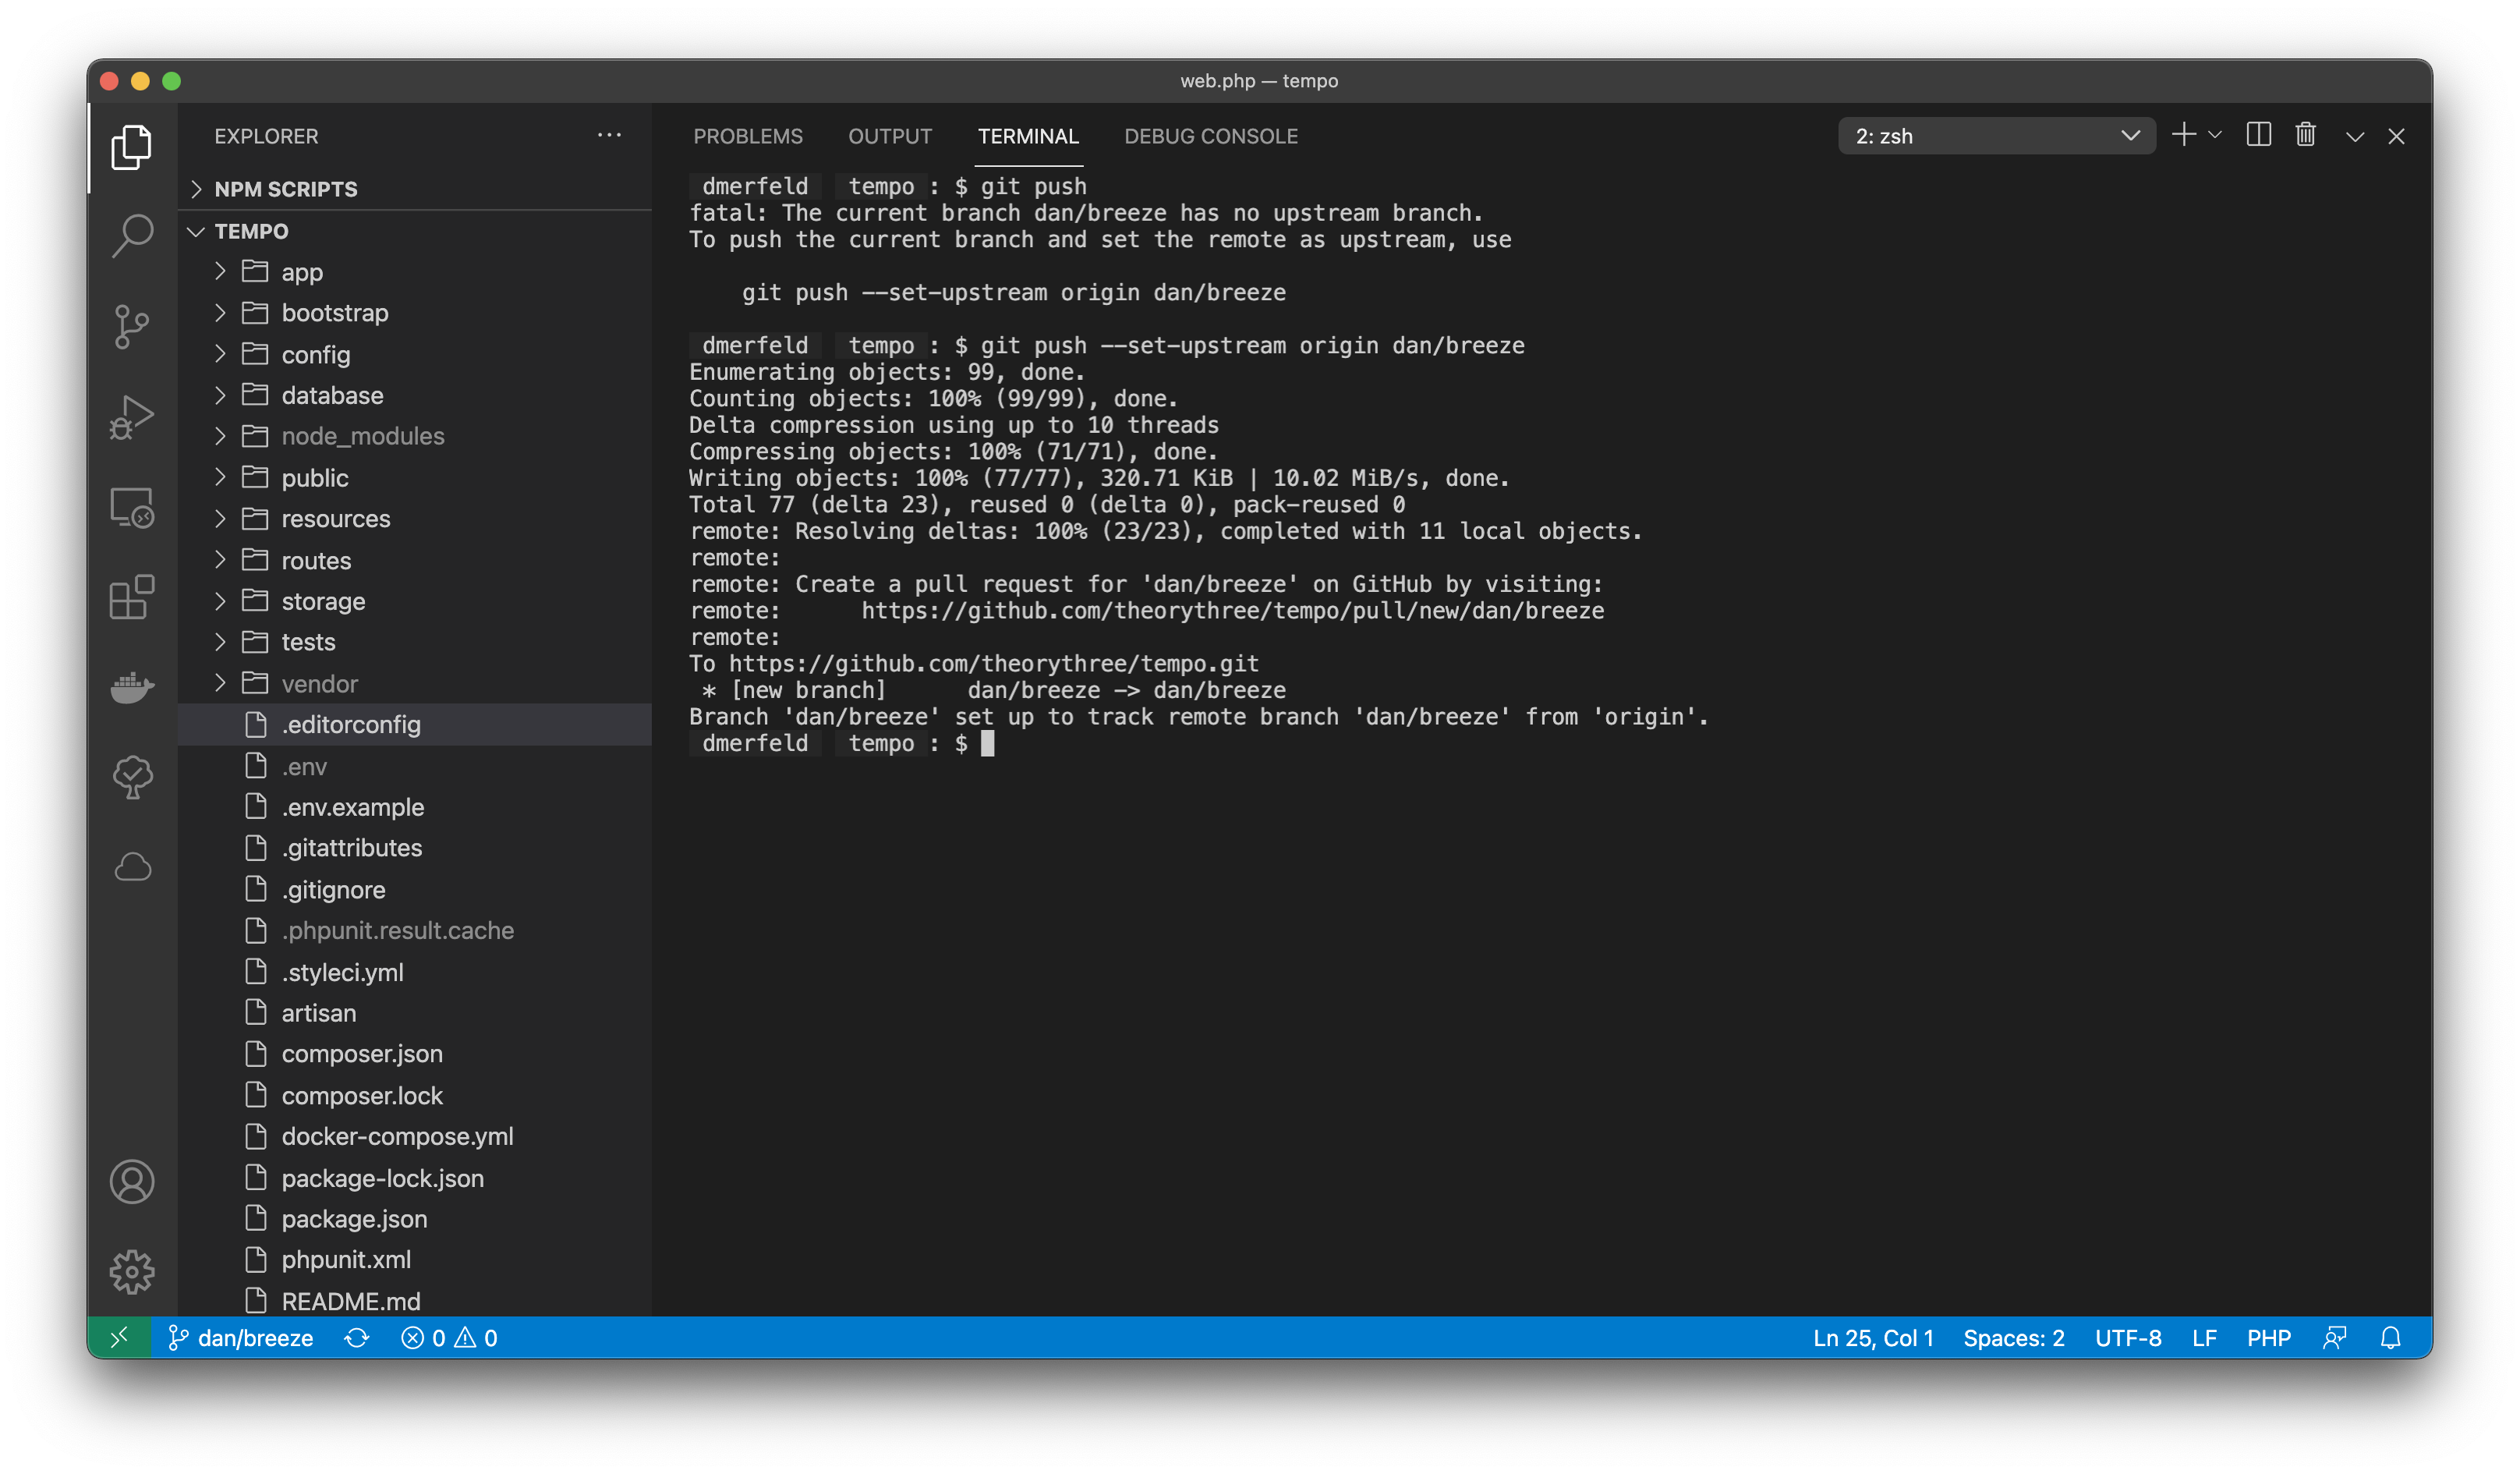 web.php — tempo
EXPLORER
NPM SCRIPTS
TEMPO
app
bootstrap
config
database
node_modules
public
resources
routes
storage
tests
vendor
.editorconfig
.env
.env.example
.gitattributes
.gitignore
.phpunit.result.cache
.styleci.yml
artisan
composer.json
composer.lock
docker-compose.yml
package-lock.json
package.json
phpunit.xml
README.md
PROBLEMS OUTPUT TERMINAL DEBUG CONSOLE 2: zsh
dmerfeld tempo : $ git push
fatal: The current branch dan/breeze has no upstream branch.
To push the current branch and set the remote as upstream, use
git push --set-upstream origin dan/breeze
dmerfeld tempo : $ git push --set-upstream origin dan/breeze
Enumerating objects: 99, done.
Counting objects: 100% (99/99), done.
Delta compression using up to 10 threads
Compressing objects: 100% (71/71), done.
Writing objects: 100% (77/77), 320.71 KiB | 10.02 MiB/s, done.
Total 77 (delta 23), reused 0 (delta 0), pack-reused 0
remote: Resolving deltas: 100% (23/23), completed with 11 local objects.
remote:
remote: Create a pull request for 'dan/breeze' on GitHub by visiting:
remote:      https://github.com/theorythree/tempo/pull/new/dan/breeze
remote:
To https://github.com/theorythree/tempo.git
* [new branch]      dan/breeze -> dan/breeze
Branch 'dan/breeze' set up to track remote branch 'dan/breeze' from 'origin'.
dmerfeld tempo : $
dan/breeze 0 0 Ln 25, Col 1 Spaces: 2 UTF-8 LF PHP